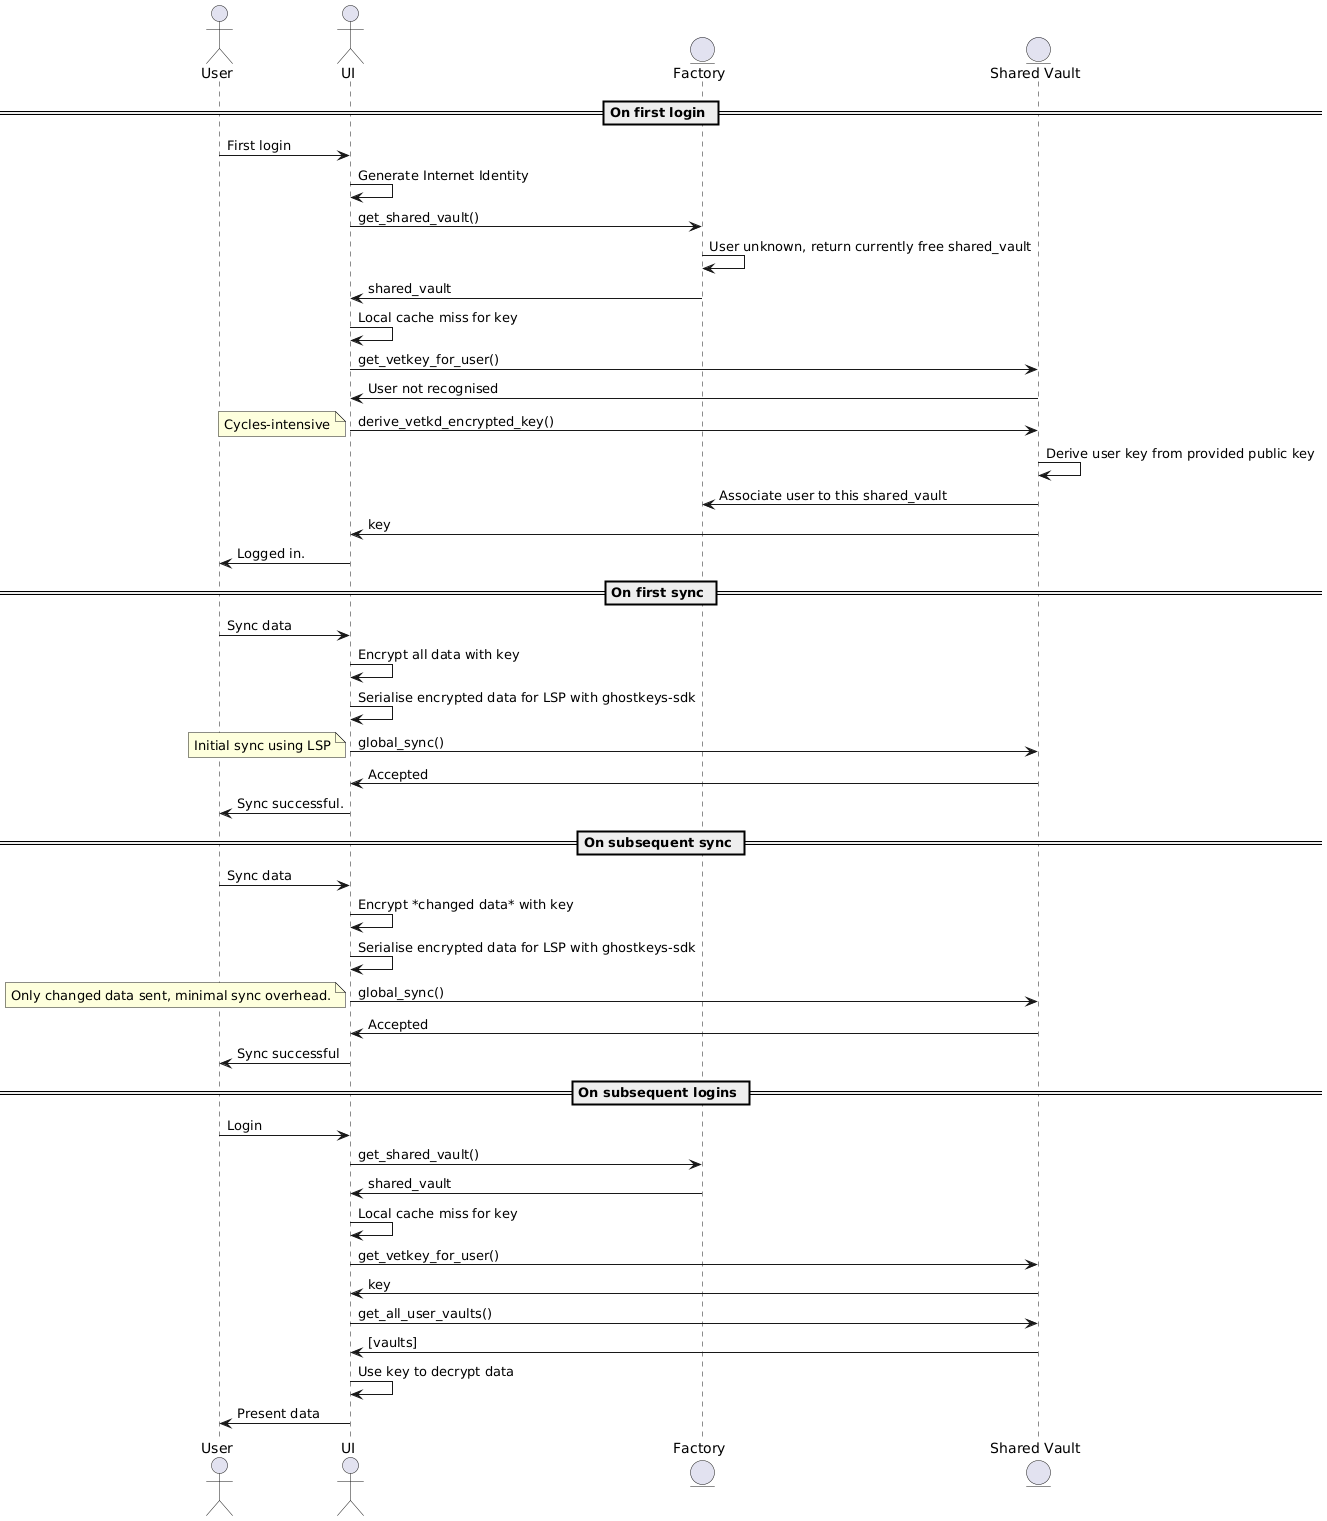 User
UI
Factory
Shared Vault
On first login
First login
Generate Internet Identity
get_shared_vault()
User unknown, return currently free shared_vault
shared_vault
Local cache miss for key
get_vetkey_for_user()
User not recognised
Cycles-intensive
derive_vetkd_encrypted_key()
Derive user key from provided public key
Associate user to this shared_vault
key
Logged in.
On first sync
Sync data
Encrypt all data with key
Serialise encrypted data for LSP with ghostkeys-sdk
Initial sync using LSP
global_sync()
Accepted
Sync successful.
On subsequent sync
Sync data
Encrypt *changed data* with key
Serialise encrypted data for LSP with ghostkeys-sdk
Only changed data sent, minimal sync overhead.
global_sync()
Accepted
Sync successful
On subsequent logins
Login
get_shared_vault()
shared_vault
Local cache miss for key
get_vetkey_for_user()
key
get_all_user_vaults()
[vaults]
Use key to decrypt data
Present data
User
UI
Factory
Shared Vault